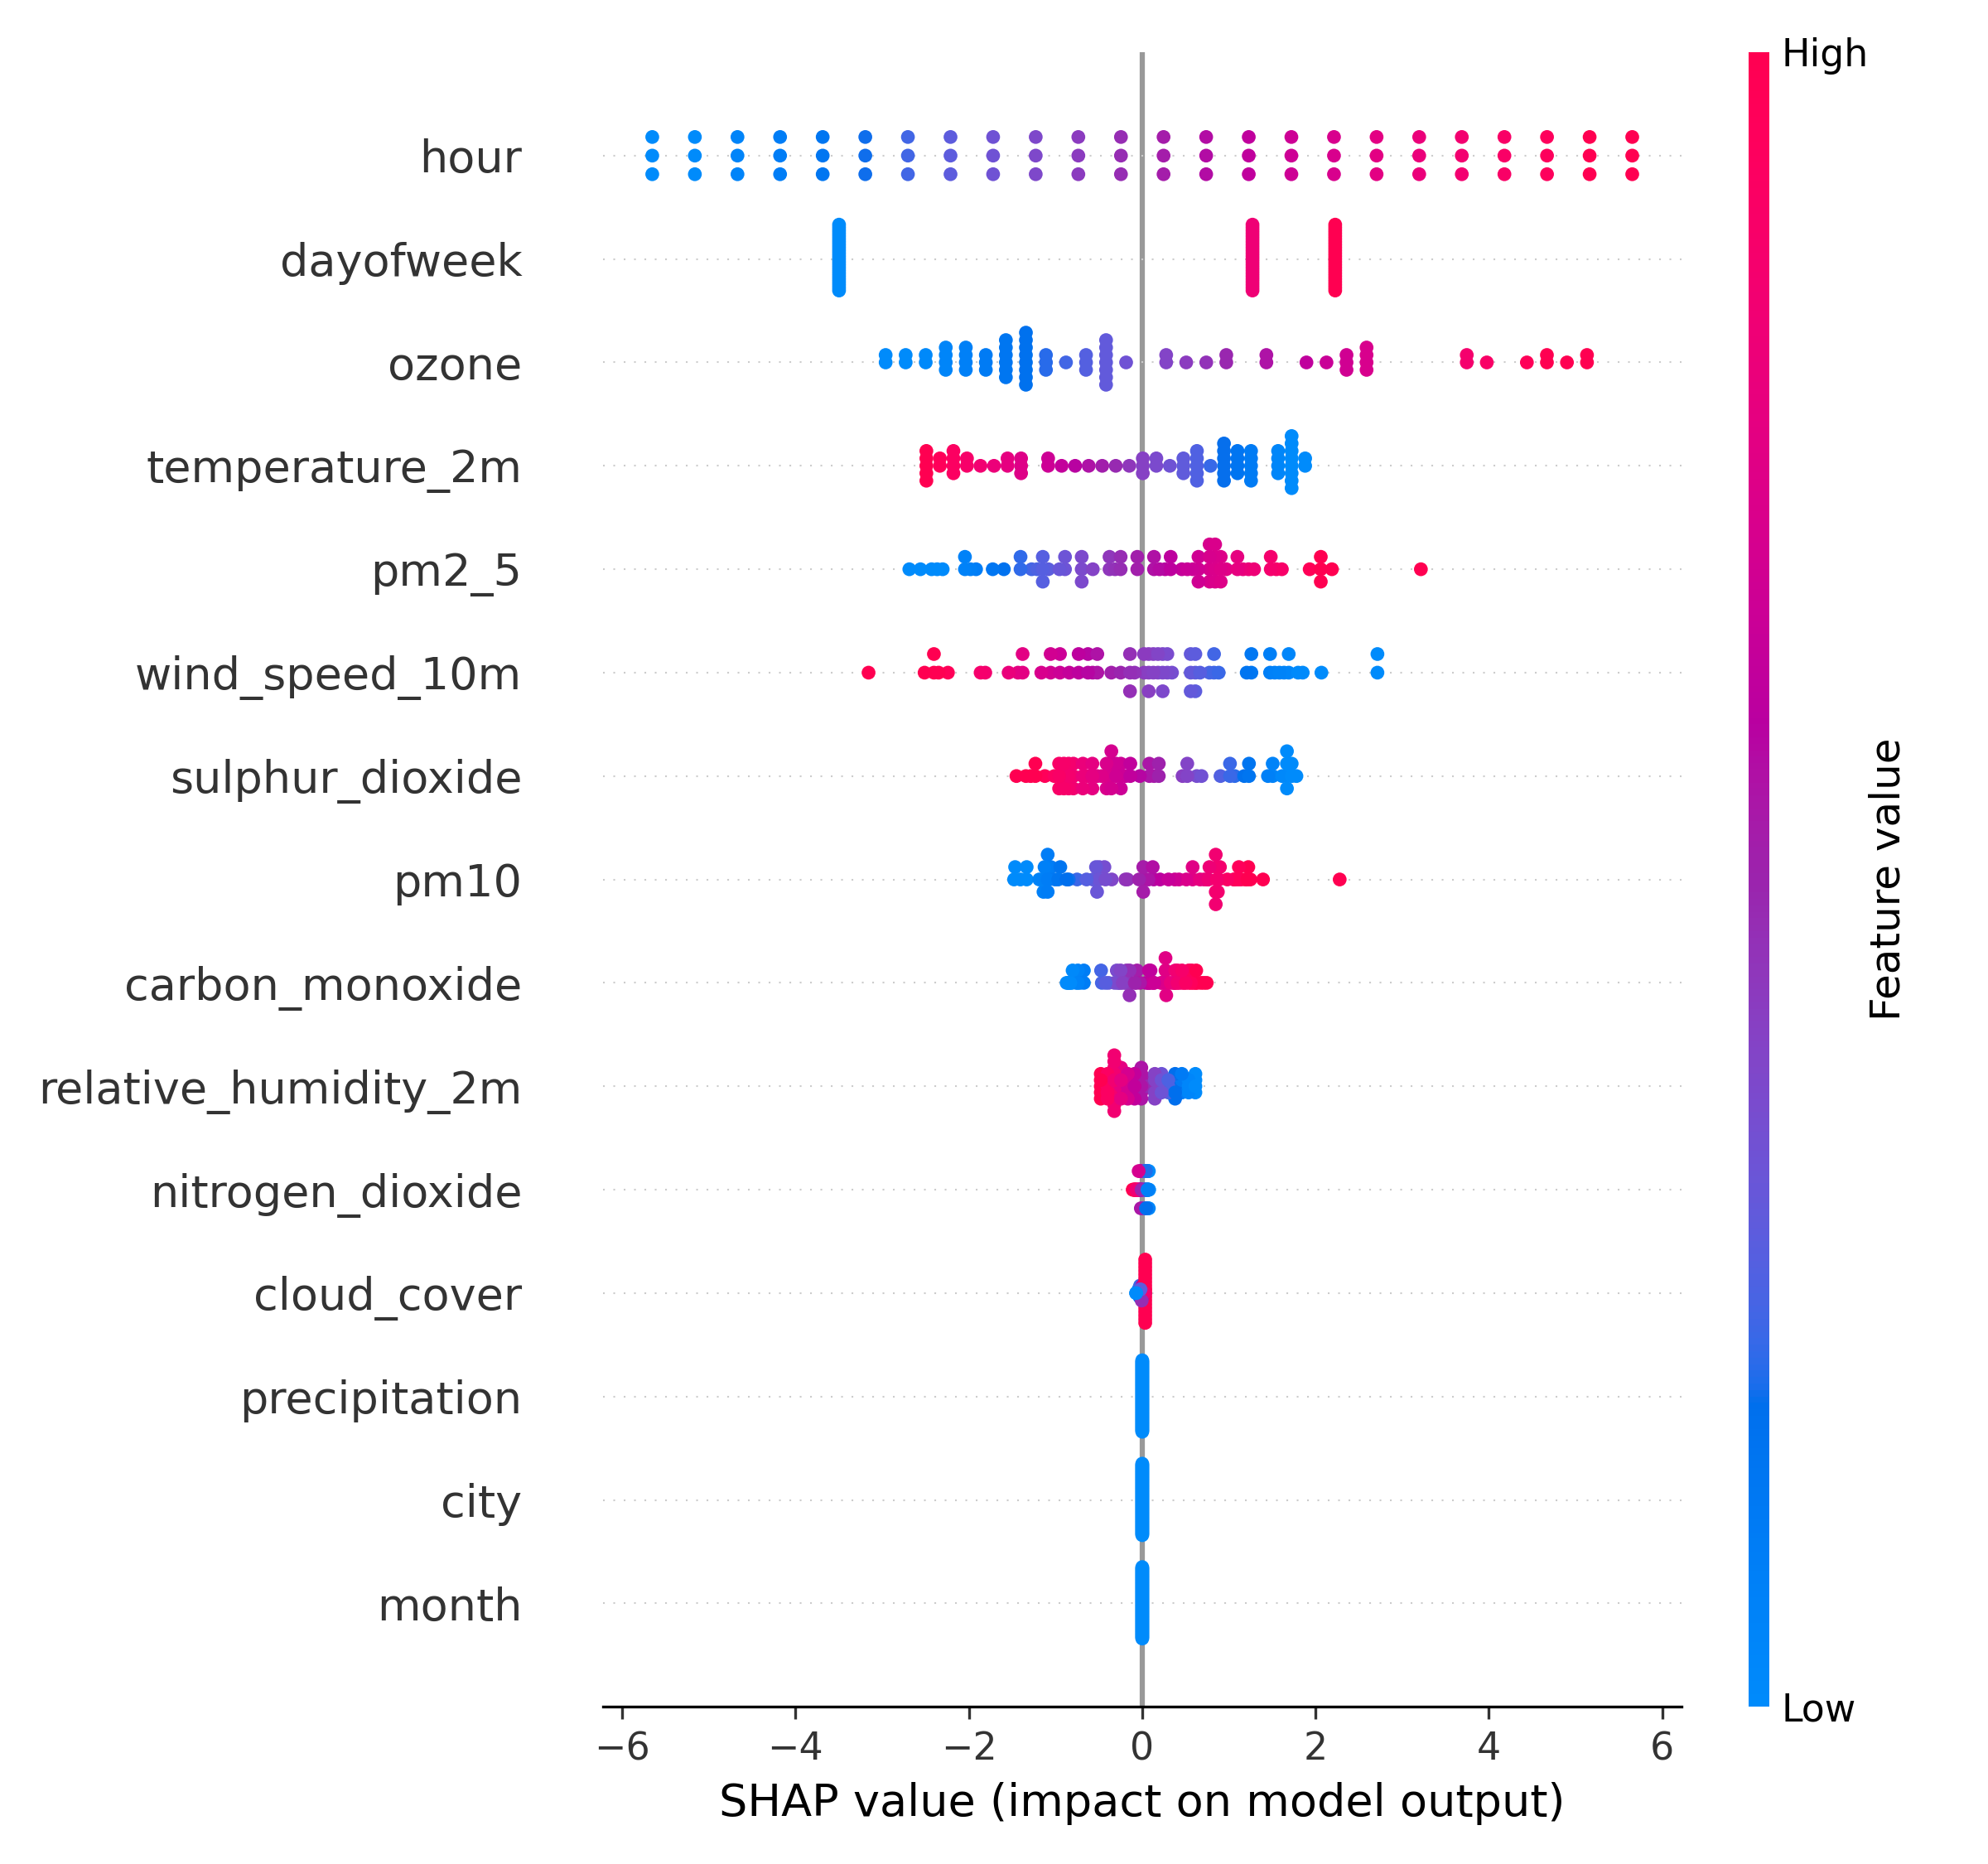 High
hour
dayofweek
ozone
temperature_2m
pm2_5
wind_speed_10m
sulphur_dioxide
pm10
carbon_monoxide
relative_humidity_2m
nitrogen_dioxide
cloud_cover
precipitation
city
month
Feature value
Low
−6 −4 −2 0 2 4 6
SHAP value (impact on model output)